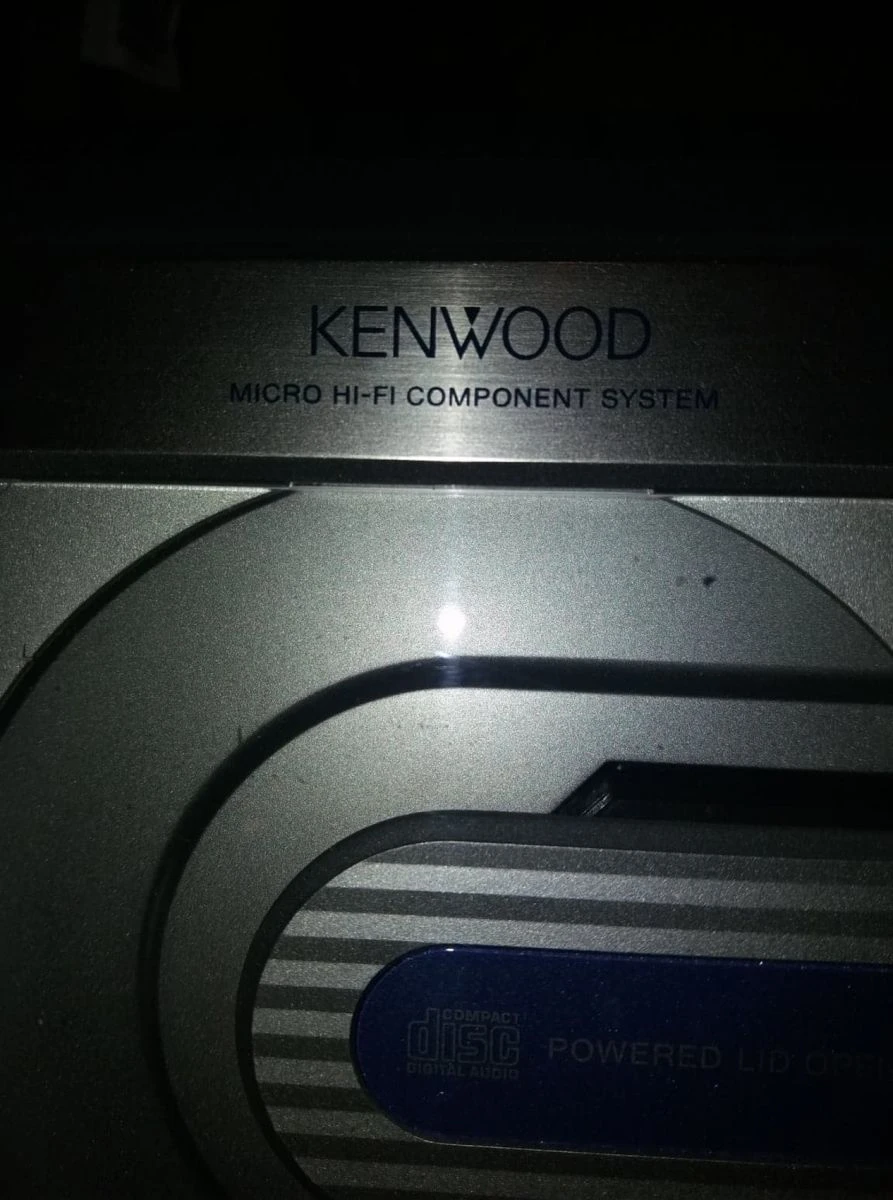 KENWOOD
MICRO HI-FI COMPONENT SYSTEM
COMPACT
disc
DIGITAL AUDIO
POWERED LID